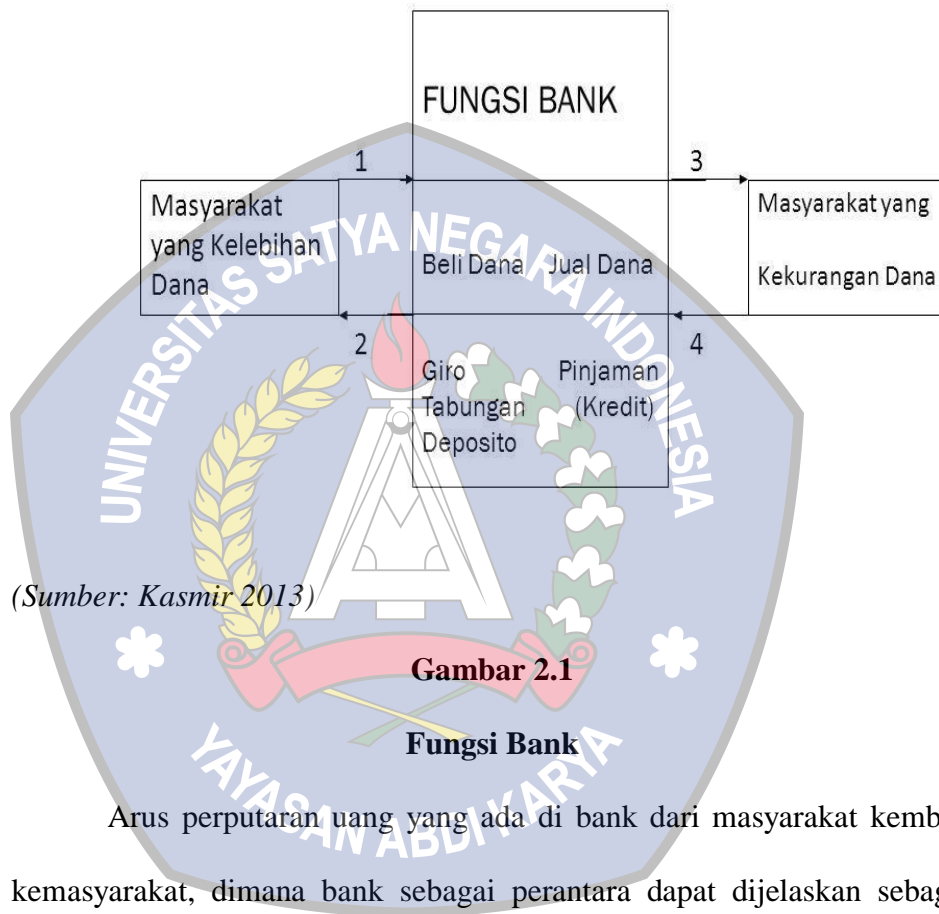 FUNGSI BANK
1
3
Masyarakat
yang Kelebihan
Dana
Beli Dana Jual Dana
Masyarakat yang
Kekurangan Dana
2
4
Giro
Tabungan
Deposito
Pinjaman
(Kredit)
UNIVERSITAS SATYA NEGARA INDONESIA
(Sumber: Kasmir 2013)
Gambar 2.1
Fungsi Bank
YAYASAN ABDI KARYA
Arus perputaran uang yang ada di bank dari masyarakat kemb
kemasyarakat, dimana bank sebagai perantara dapat dijelaskan sebag